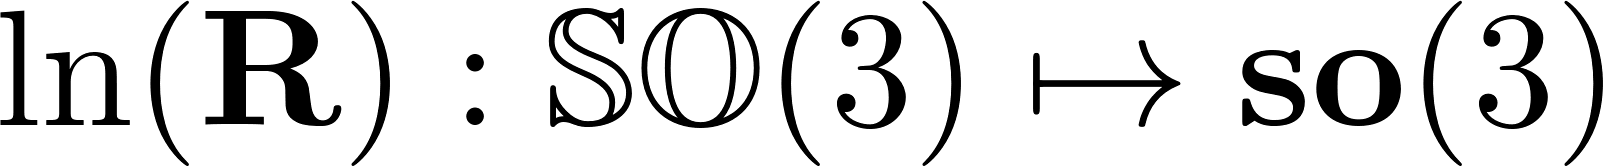 ln(𝐑) : 𝕊𝕆(3) ↦ 𝐬𝐨(3)